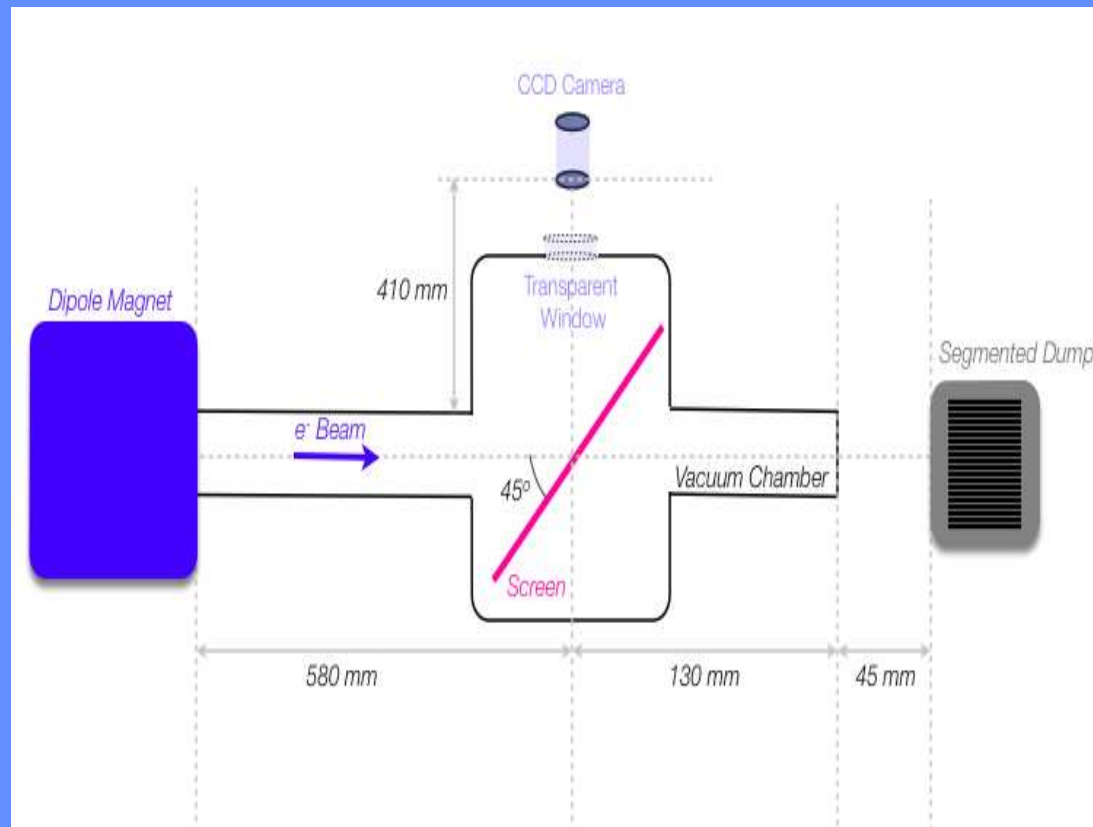 CCD Camera
410 mm
Dipole Magnet
Transparent
Window
Segmented Dump
e- Beam
45o
Vacuum Chamber
Screen
580 mm
130 mm
45 mm